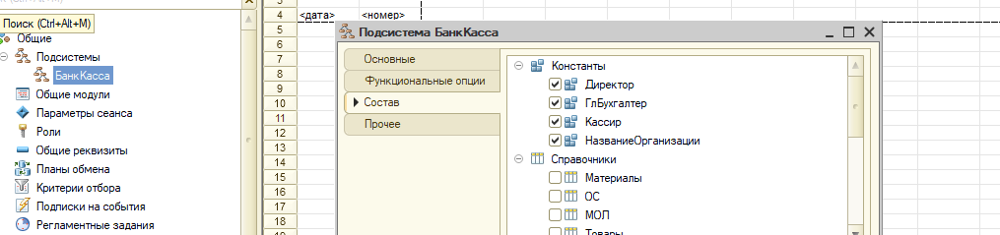 3
4 <дата> <номер>
Поиск (Ctrl+Alt+M)
5
Подсистема БанкКасса
Общие
6
Подсистемы
7
Основные
Константы
БанкКасса
8
Функциональные опции
Директор
Общие модули
9
Состав
ГлБухгалтер
10
Параметры сеанса
11
Прочее
Кассир
Роли
12
НазваниеОрганизации
Общие реквизиты
13
Справочники
Планы обмена
14
Материалы
Критерии отбора
15
ОС
Подписки на события
16
МОЛ
Регламентные задания
17
Товары
18